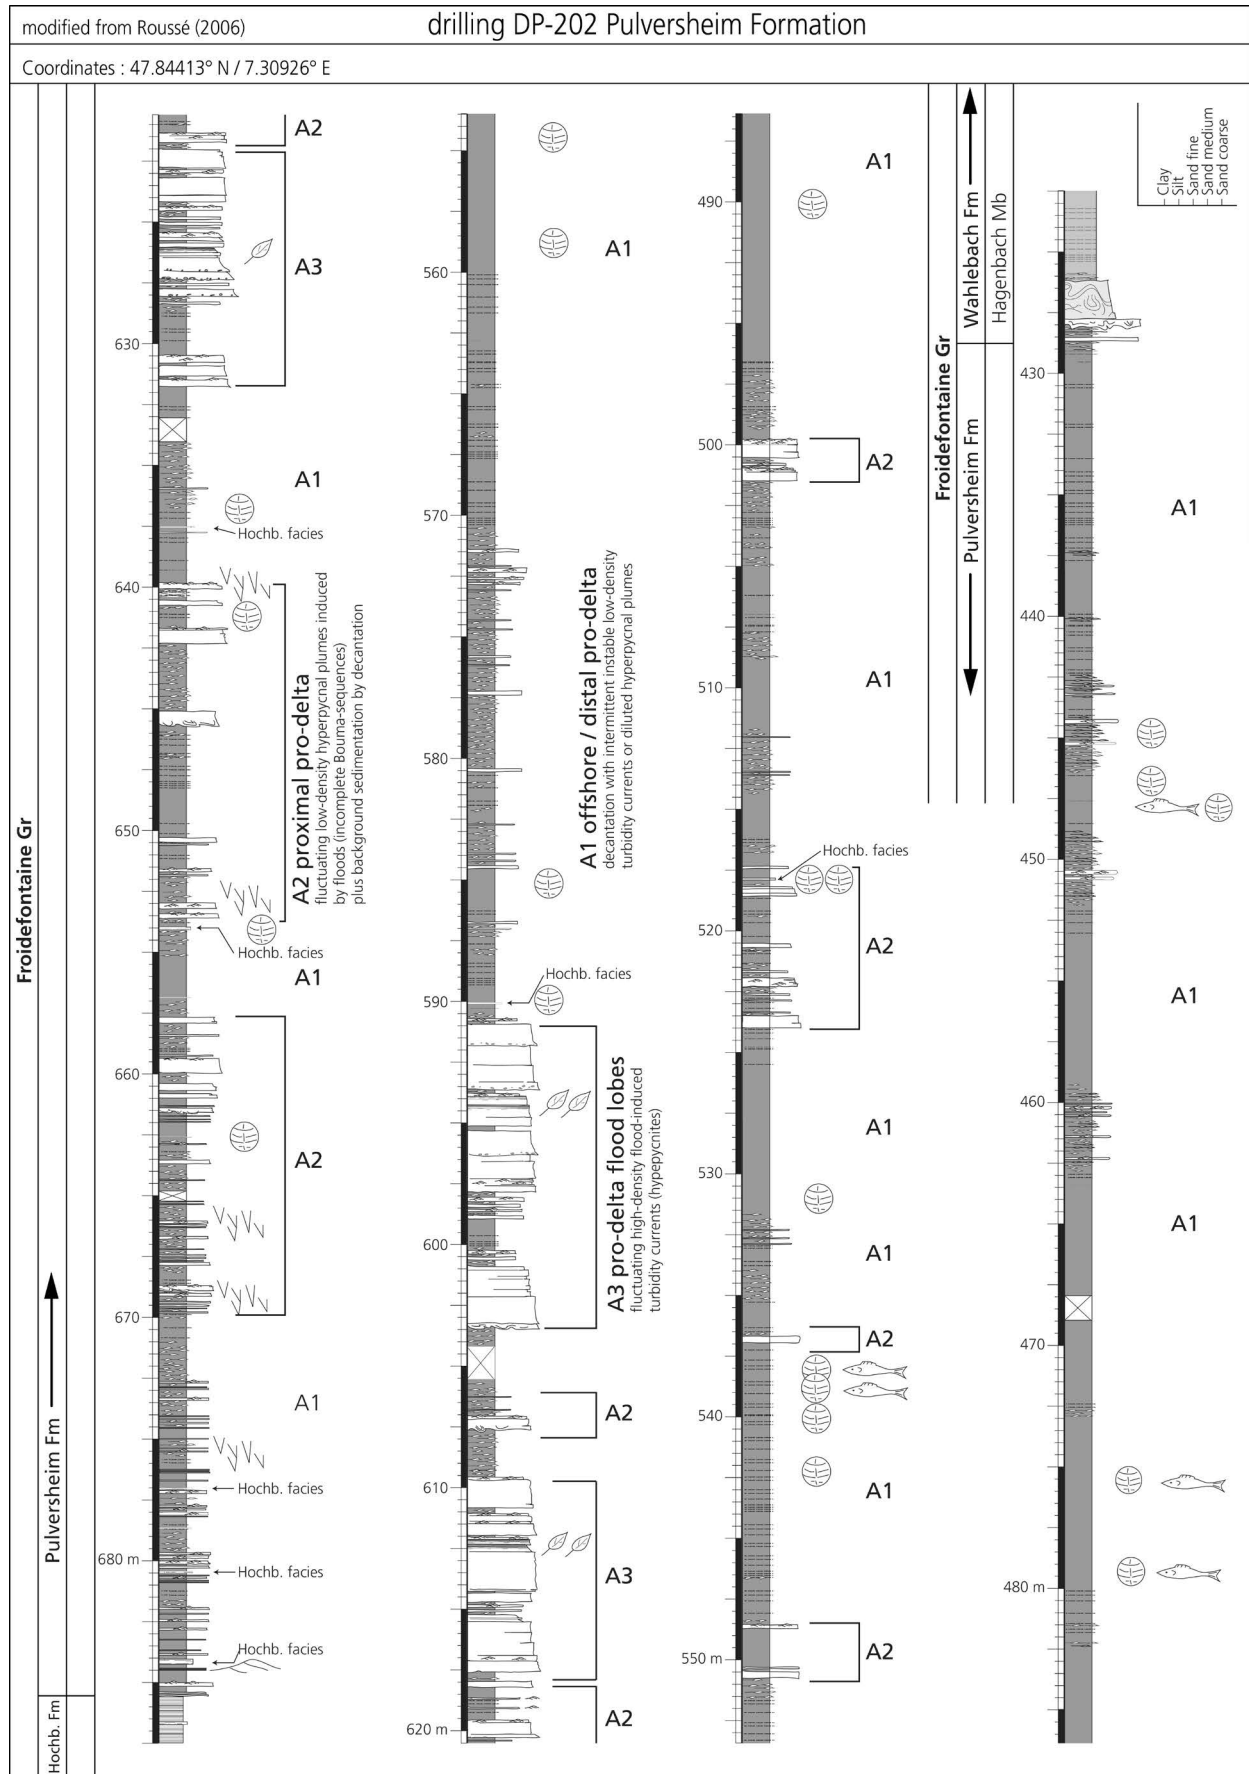 modified from Roussé (2006)
drilling DP-202 Pulversheim Formation
Coordinates : 47.84413° N / 7.30926° E
Froidefontaine Gr
Pulversheim Fm
Hochb. Fm
A2
A3
630
A1
Hochb. facies
640
A2 proximal pro-delta
fluctuating low-density hyperpycnal plumes induced
by floods (incomplete Bouma-sequences)
plus background sedimentation by decantation
650
Hochb. facies
A1
660
A2
670
A1
Hochb. facies
680 m
Hochb. facies
Hochb. facies
A1
560
570
A1 offshore / distal pro-delta
decantation with intermittent instable low-density
turbidity currents or diluted hyperpycnal plumes
580
Hochb. facies
590
A3 pro-delta flood lobes
fluctuating high-density flood-induced
turbidity currents (hypepycnites)
600
A2
610
A3
A2
620 m
A1
490
500
A2
510
A1
Hochb. facies
520
A2
A1
530
A1
A2
540
A1
A2
550 m
Froidefontaine Gr
Wahlebach Fm
Hagenbach Mb
Pulversheim Fm
Clay
Silt
Sand fine
Sand medium
Sand coarse
430
A1
440
450
A1
460
A1
470
480 m